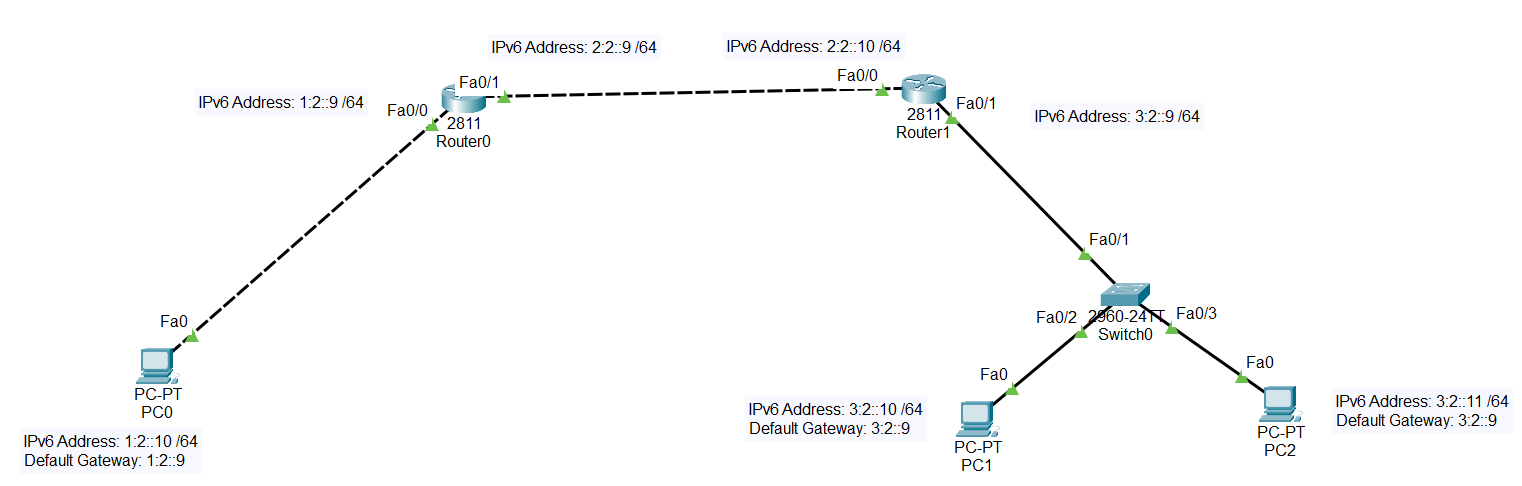 IPv6 Address: 2:2::9 /64
IPv6 Address: 2:2::10 /64
Fa0/1
Fa0/0
IPv6 Address: 1:2::9 /64
Fa0/0
2811
Router0
Fa0/1
2811
Router1
IPv6 Address: 3:2::9 /64
Fa0/1
Fa0/2
2960-24TT
Fa0/3
Switch0
Fa0
PC-PT
PC0
IPv6 Address: 1:2::10 /64
Default Gateway: 1:2::9
Fa0
IPv6 Address: 3:2::10 /64
Default Gateway: 3:2::9
PC-PT
PC1
Fa0
PC-PT
PC2
IPv6 Address: 3:2::11 /64
Default Gateway: 3:2::9